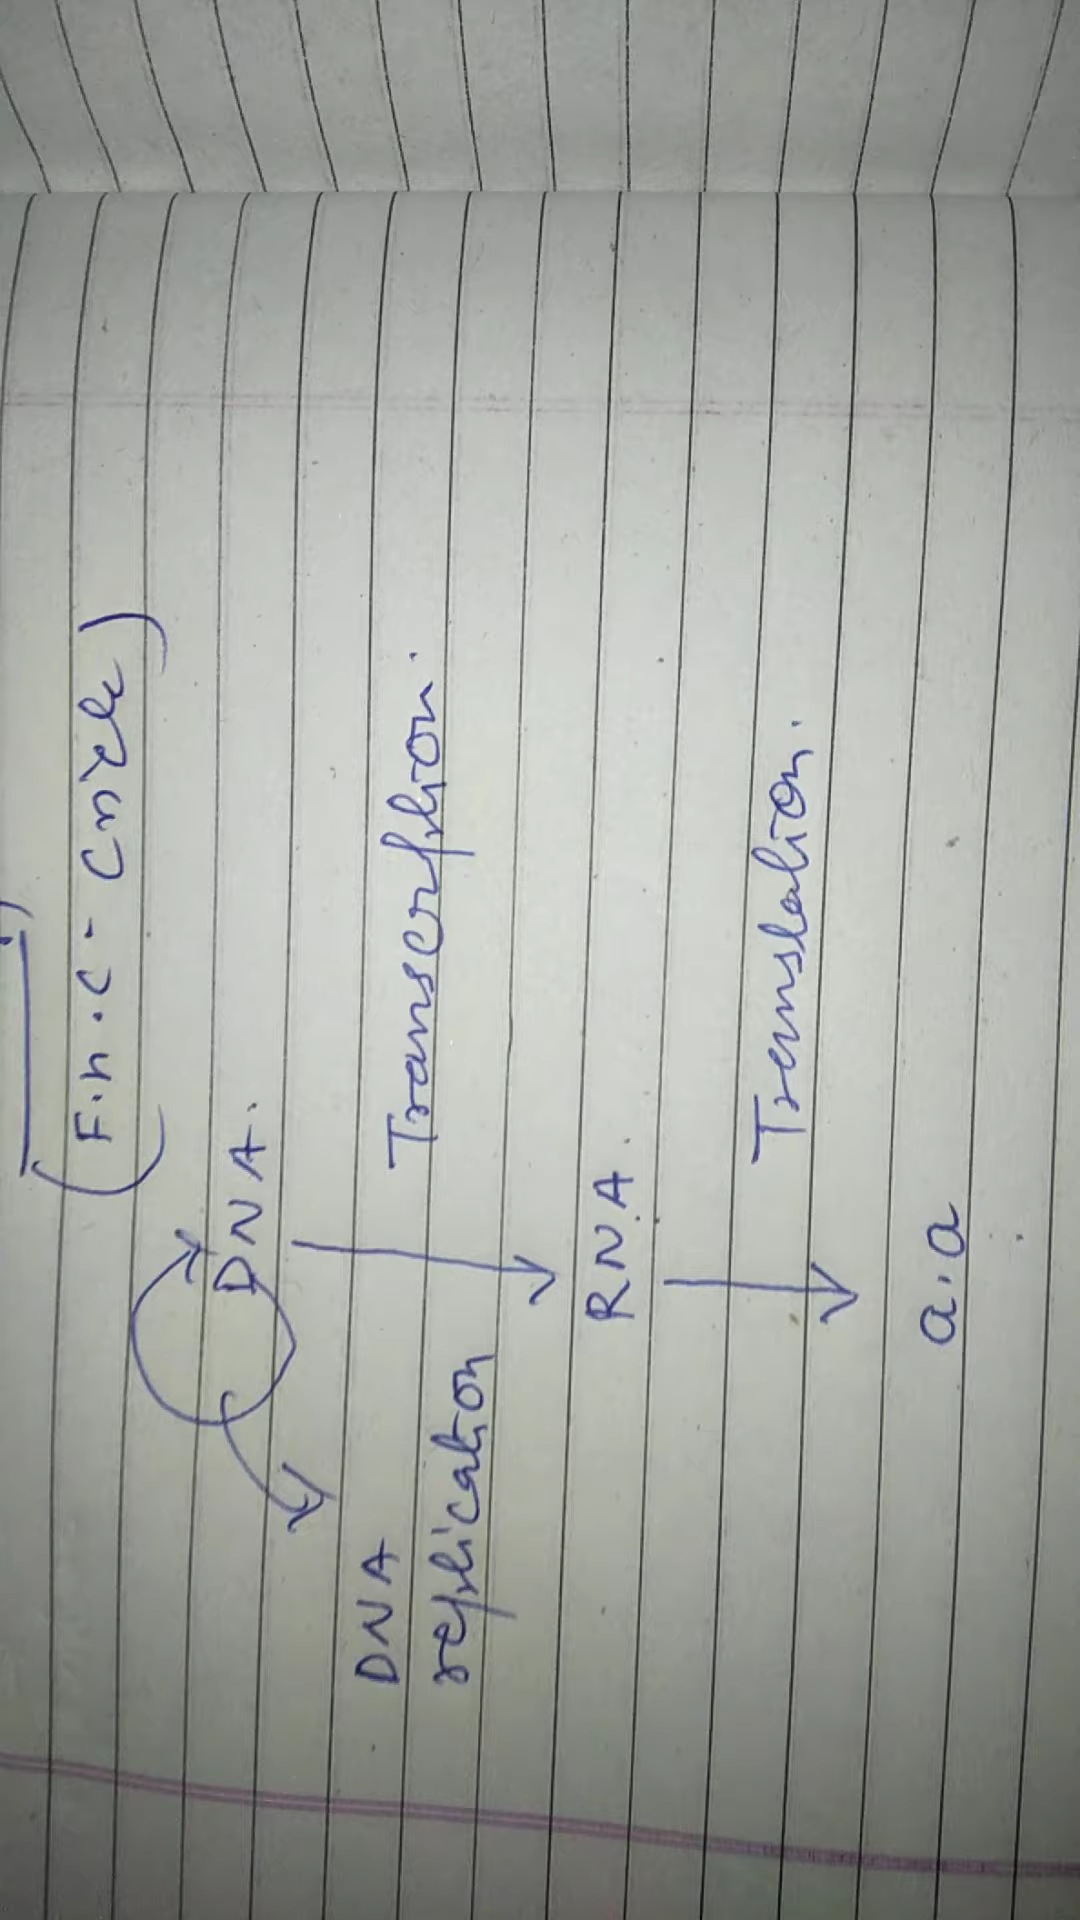 (F.H.C - Crick)
DNA.
Transcription.
DNA
replication
RNA.
Translation.
a.a